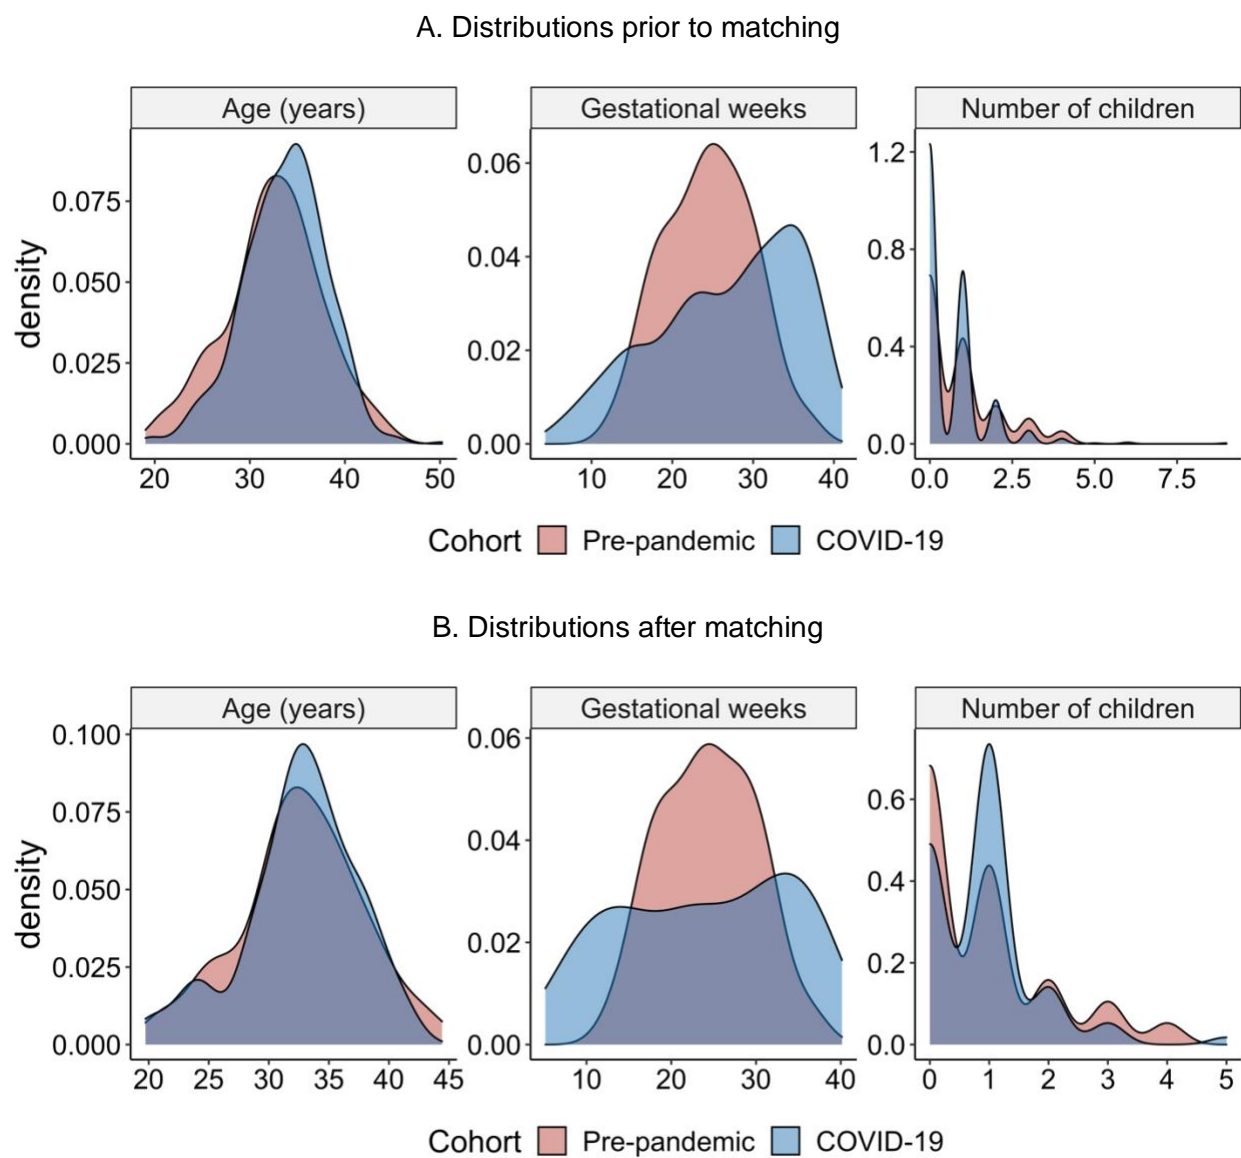 A. Distributions prior to matching
Age (years) Gestational weeks Number of children
density
0.075
0.050
0.025
0.000
20 30 40 50
0.06
0.04
0.02
0.00
10 20 30 40
1.2
0.8
0.4
0.0
0.0 2.5 5.0 7.5
Cohort Pre-pandemic COVID-19
B. Distributions after matching
Age (years) Gestational weeks Number of children
density
0.100
0.075
0.050
0.025
0.000
20 25 30 35 40 45
0.06
0.04
0.02
0.00
10 20 30 40
0.6
0.4
0.2
0.0
0 1 2 3 4 5
Cohort Pre-pandemic COVID-19